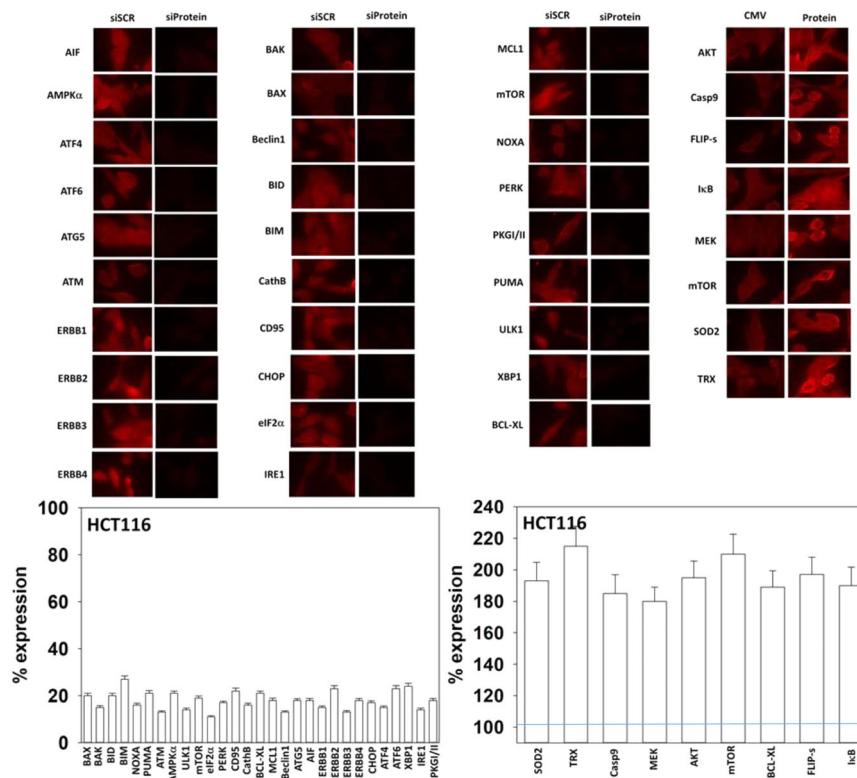 siSCR siProtein
AIF
AMPKα
ATF4
ATF6
ATG5
ATM
ERBB1
ERBB2
ERBB3
ERBB4
siSCR siProtein
BAK
BAX
Beclin1
BID
BIM
CathB
CD95
CHOP
eIF2α
IRE1
siSCR siProtein
MCL1
mTOR
NOXA
PERK
PKGI/II
PUMA
ULK1
XBP1
BCL-XL
CMV Protein
AKT
Casp9
FLIP-s
IκB
MEK
mTOR
SOD2
TRX
HCT116
% expression
100
80
60
40
20
0
BAX
BAK
BID
BIM
NOXA
PUMA
ATM
AMPKα
ULK1
mTOR
eIF2α
PERK
CD95
CathB
BCL-XL
MCL1
Beclin1
ATG5
AIF
ERBB1
ERBB2
ERBB3
ERBB4
CHOP
ATF4
ATF6
XBP1
IRE1
PKGI/II
HCT116
% expression
240
220
200
180
160
140
120
100
SOD2
TRX
Casp9
MEK
AKT
mTOR
BCL-XL
FLIP-s
IκB